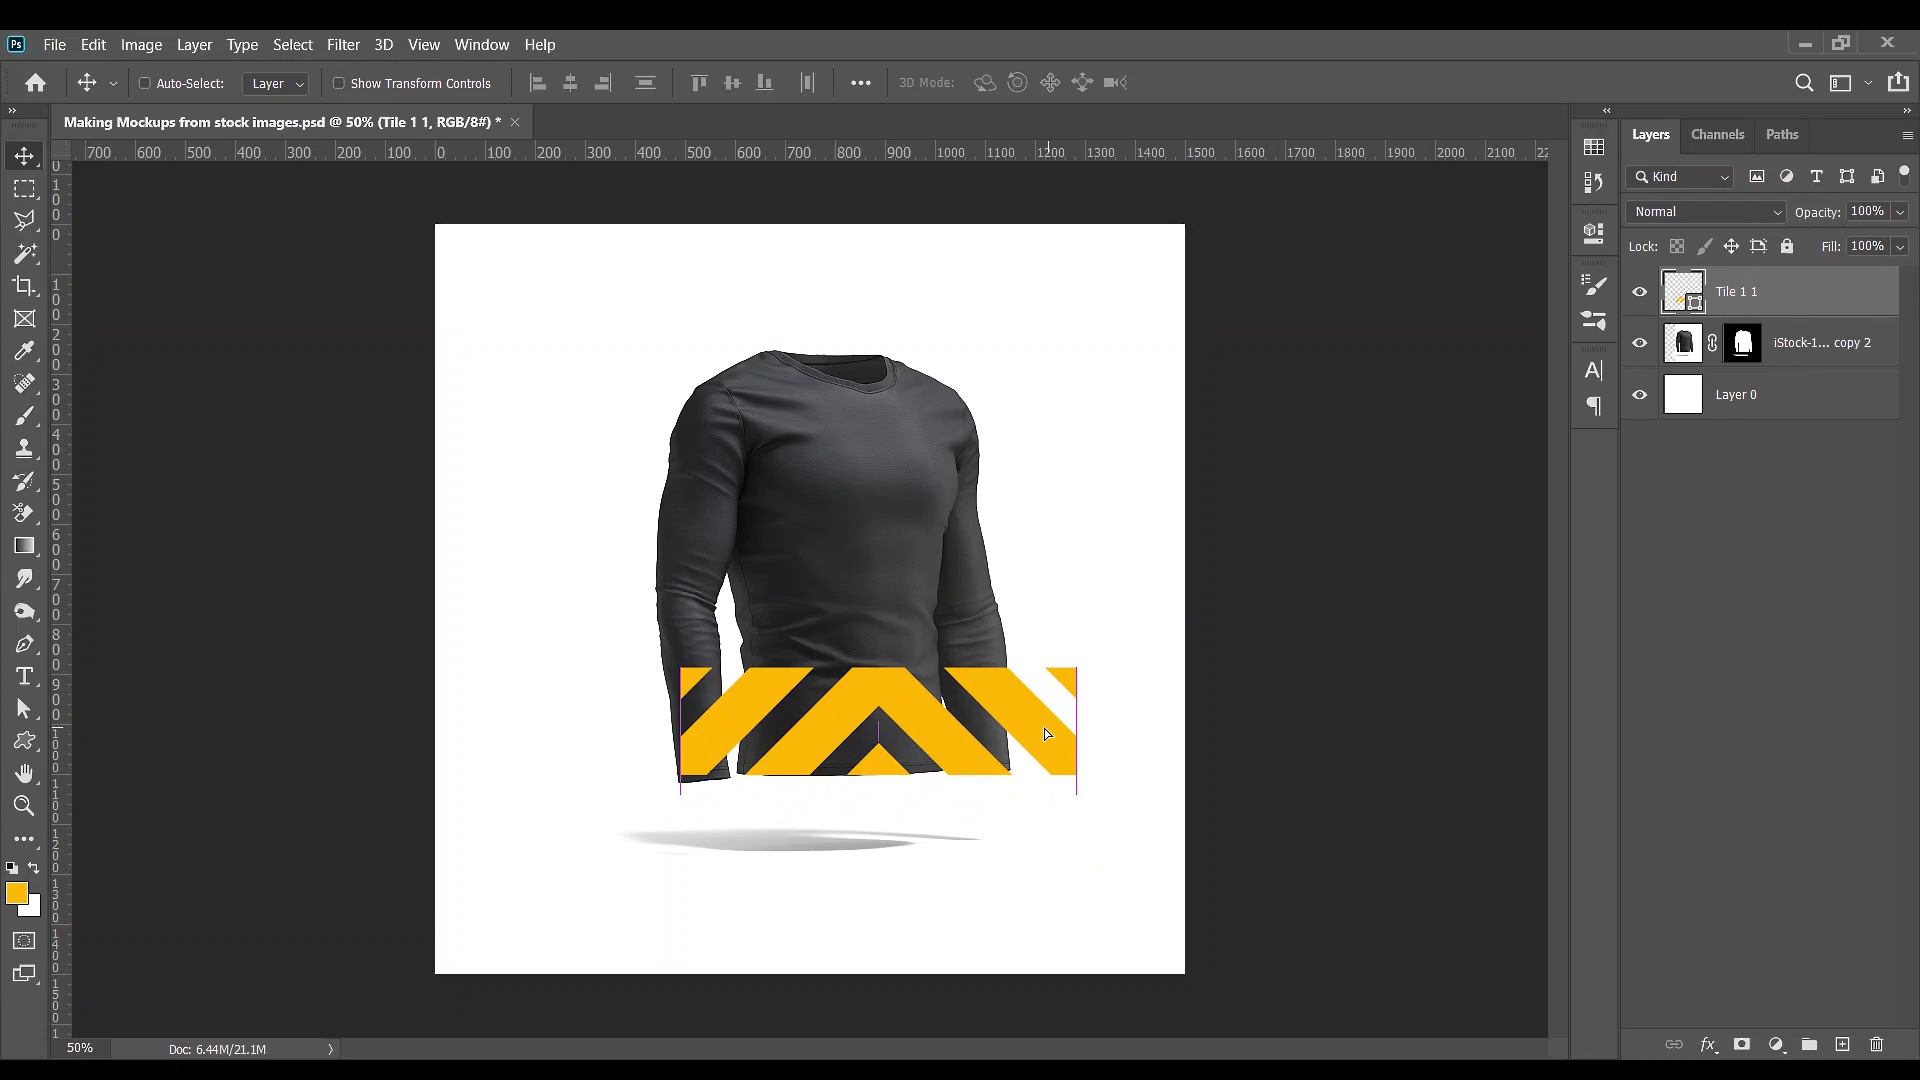 Ps File Edit Image Layer Type Select Filter 3D View Window Help
Auto-Select: Layer Show Transform Controls 3D Mode:
Making Mockups from stock images.psd @ 50% (Tile 1 1, RGB/8#) *
700 600 500 400 300 200 100 0 100 200 300 400 500 600 700 800 900 1000 1100 1200 1300 1400 1500 1600 1700 1800 1900 2000 2100
Layers Channels Paths
Kind
Normal Opacity: 100%
Lock: Fill: 100%
Tile 1 1
iStock-1... copy 2
Layer 0
50% Doc: 6.44M/21.1M